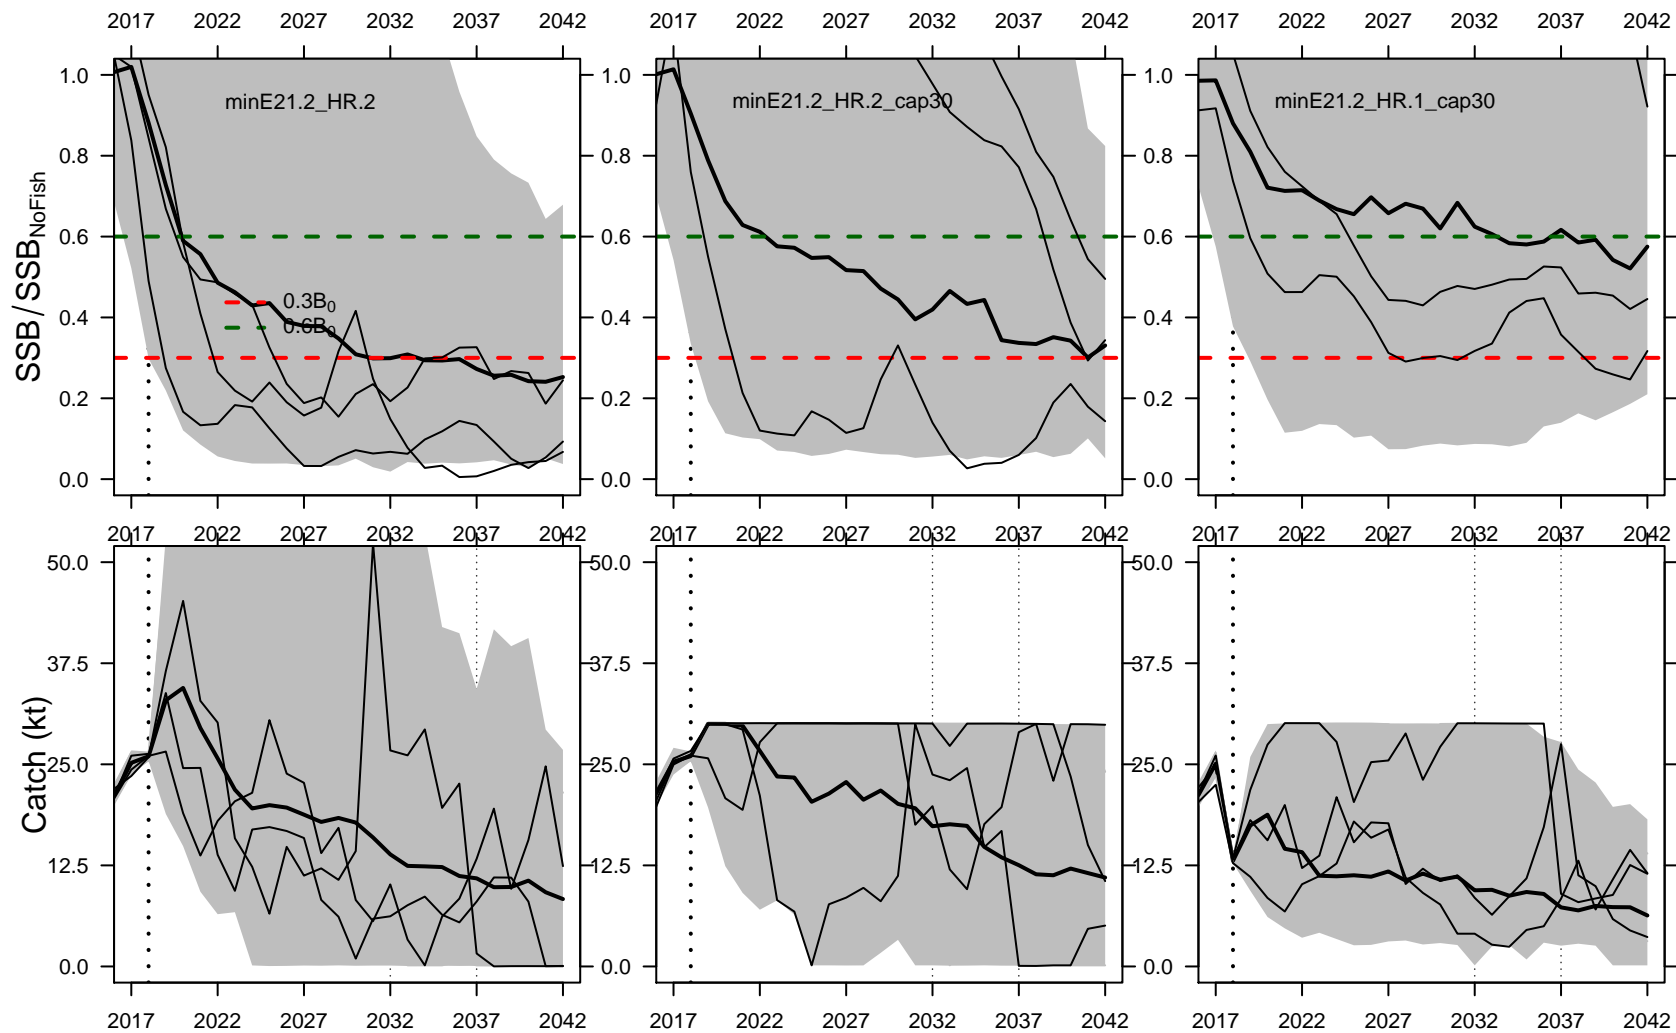 2017 2022 2027 2032 2037 2042 2017 2022 2027 2032 2037 2042 2017 2022 2027 2032 2037 2042
1.0 minE21.2_HR.2 1.0 minE21.2_HR.2_cap30 1.0 minE21.2_HR.1_cap30
0.8 0.8 0.8
0.6 0.6 0.6
SSB/SSB_NoFish
0.3B₀
0.6B₀
0.4 0.4 0.4
0.2 0.2 0.2
0.0 0.0 0.0
2017 2022 2027 2032 2037 2042 2017 2022 2027 2032 2037 2042 2017 2022 2027 2032 2037 2042
50.0 50.0 50.0
37.5 37.5 37.5
Catch (kt)
25.0 25.0 25.0
12.5 12.5 12.5
0.0 0.0 0.0
2017 2022 2027 2032 2037 2042 2017 2022 2027 2032 2037 2042 2017 2022 2027 2032 2037 2042